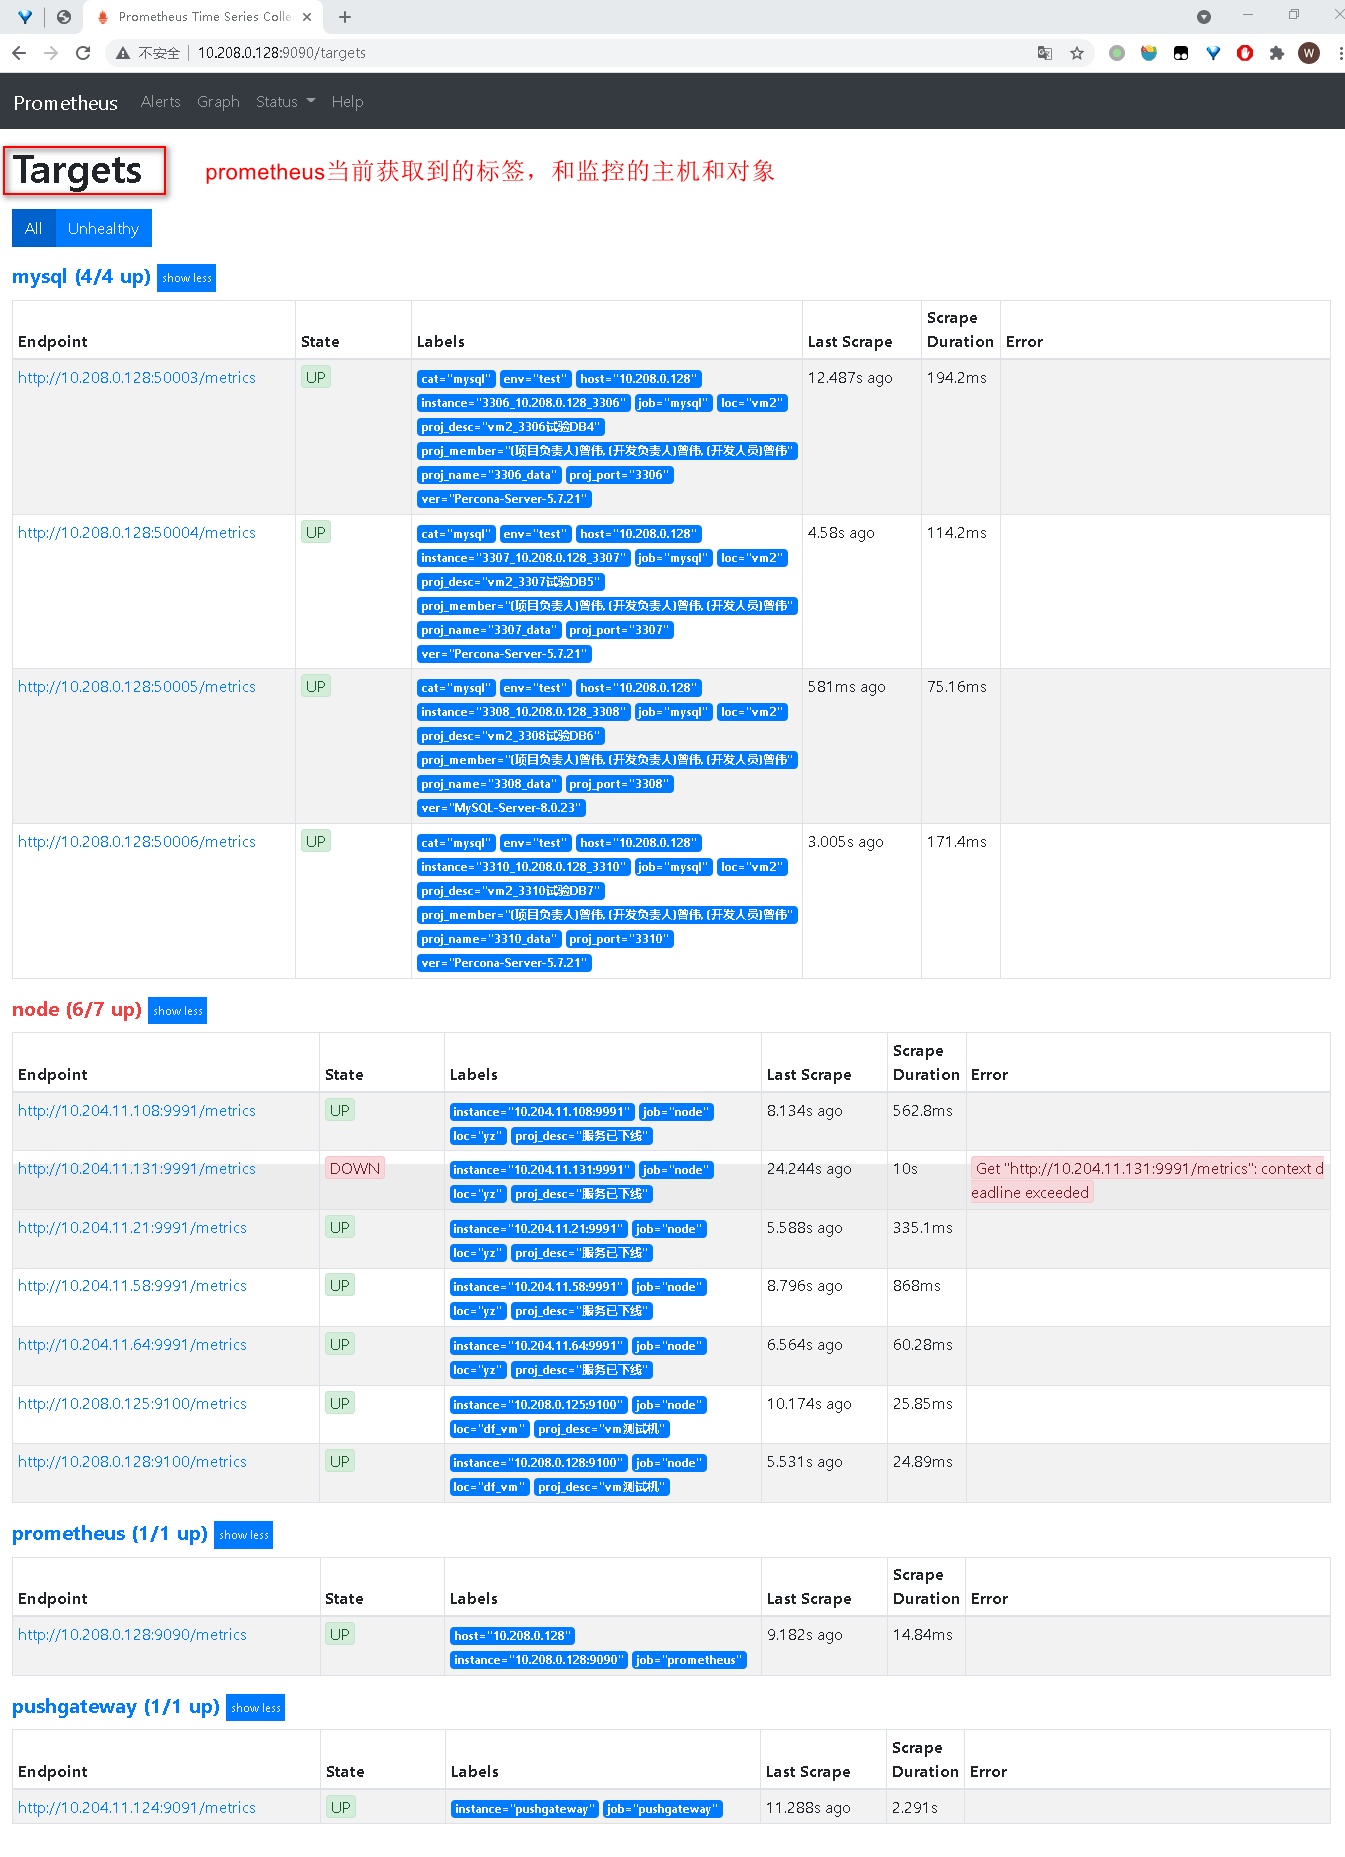 Prometheus Time Series Colle
不安全 10.208.0.128:9090/targets
W
Prometheus Alerts Graph Status Help
Targets prometheus当前获取到的标签，和监控的主机和对象
All Unhealthy
mysql (4/4 up) show less
Endpoint State Labels Last Scrape Scrape Duration Error
http://10.208.0.128:50003/metrics UP cat="mysql" env="test" host="10.208.0.128" 12.487s ago 194.2ms
instance="3306_10.208.0.128_3306" job="mysql" loc="vm2"
proj_desc="vm2_3306试验DB4"
proj_member="(项目负责人)曾伟, (开发负责人)曾伟, (开发人员)曾伟"
proj_name="3306_data" proj_port="3306"
ver="Percona-Server-5.7.21"
http://10.208.0.128:50004/metrics UP cat="mysql" env="test" host="10.208.0.128" 4.58s ago 114.2ms
instance="3307_10.208.0.128_3307" job="mysql" loc="vm2"
proj_desc="vm2_3307试验DB5"
proj_member="(项目负责人)曾伟, (开发负责人)曾伟, (开发人员)曾伟"
proj_name="3307_data" proj_port="3307"
ver="Percona-Server-5.7.21"
http://10.208.0.128:50005/metrics UP cat="mysql" env="test" host="10.208.0.128" 581ms ago 75.16ms
instance="3308_10.208.0.128_3308" job="mysql" loc="vm2"
proj_desc="vm2_3308试验DB6"
proj_member="(项目负责人)曾伟, (开发负责人)曾伟, (开发人员)曾伟"
proj_name="3308_data" proj_port="3308"
ver="MySQL-Server-8.0.23"
http://10.208.0.128:50006/metrics UP cat="mysql" env="test" host="10.208.0.128" 3.005s ago 171.4ms
instance="3310_10.208.0.128_3310" job="mysql" loc="vm2"
proj_desc="vm2_3310试验DB7"
proj_member="(项目负责人)曾伟, (开发负责人)曾伟, (开发人员)曾伟"
proj_name="3310_data" proj_port="3310"
ver="Percona-Server-5.7.21"
node (6/7 up) show less
Endpoint State Labels Last Scrape Scrape Duration Error
http://10.204.11.108:9991/metrics UP instance="10.204.11.108:9991" job="node" 8.134s ago 562.8ms
loc="yz" proj_desc="服务已下线"
http://10.204.11.131:9991/metrics DOWN instance="10.204.11.131:9991" job="node" 24.244s ago 10s Get "http://10.204.11.131:9991/metrics": context d
loc="yz" proj_desc="服务已下线" eadline exceeded
http://10.204.11.21:9991/metrics UP instance="10.204.11.21:9991" job="node" 5.588s ago 335.1ms
loc="yz" proj_desc="服务已下线"
http://10.204.11.58:9991/metrics UP instance="10.204.11.58:9991" job="node" 8.796s ago 868ms
loc="yz" proj_desc="服务已下线"
http://10.204.11.64:9991/metrics UP instance="10.204.11.64:9991" job="node" 6.564s ago 60.28ms
loc="yz" proj_desc="服务已下线"
http://10.208.0.125:9100/metrics UP instance="10.208.0.125:9100" job="node" 10.174s ago 25.85ms
loc="df_vm" proj_desc="vm测试机"
http://10.208.0.128:9100/metrics UP instance="10.208.0.128:9100" job="node" 5.531s ago 24.89ms
loc="df_vm" proj_desc="vm测试机"
prometheus (1/1 up) show less
Endpoint State Labels Last Scrape Scrape Duration Error
http://10.208.0.128:9090/metrics UP host="10.208.0.128" 9.182s ago 14.84ms
instance="10.208.0.128:9090" job="prometheus"
pushgateway (1/1 up) show less
Endpoint State Labels Last Scrape Scrape Duration Error
http://10.204.11.124:9091/metrics UP instance="pushgateway" job="pushgateway" 11.288s ago 2.291s